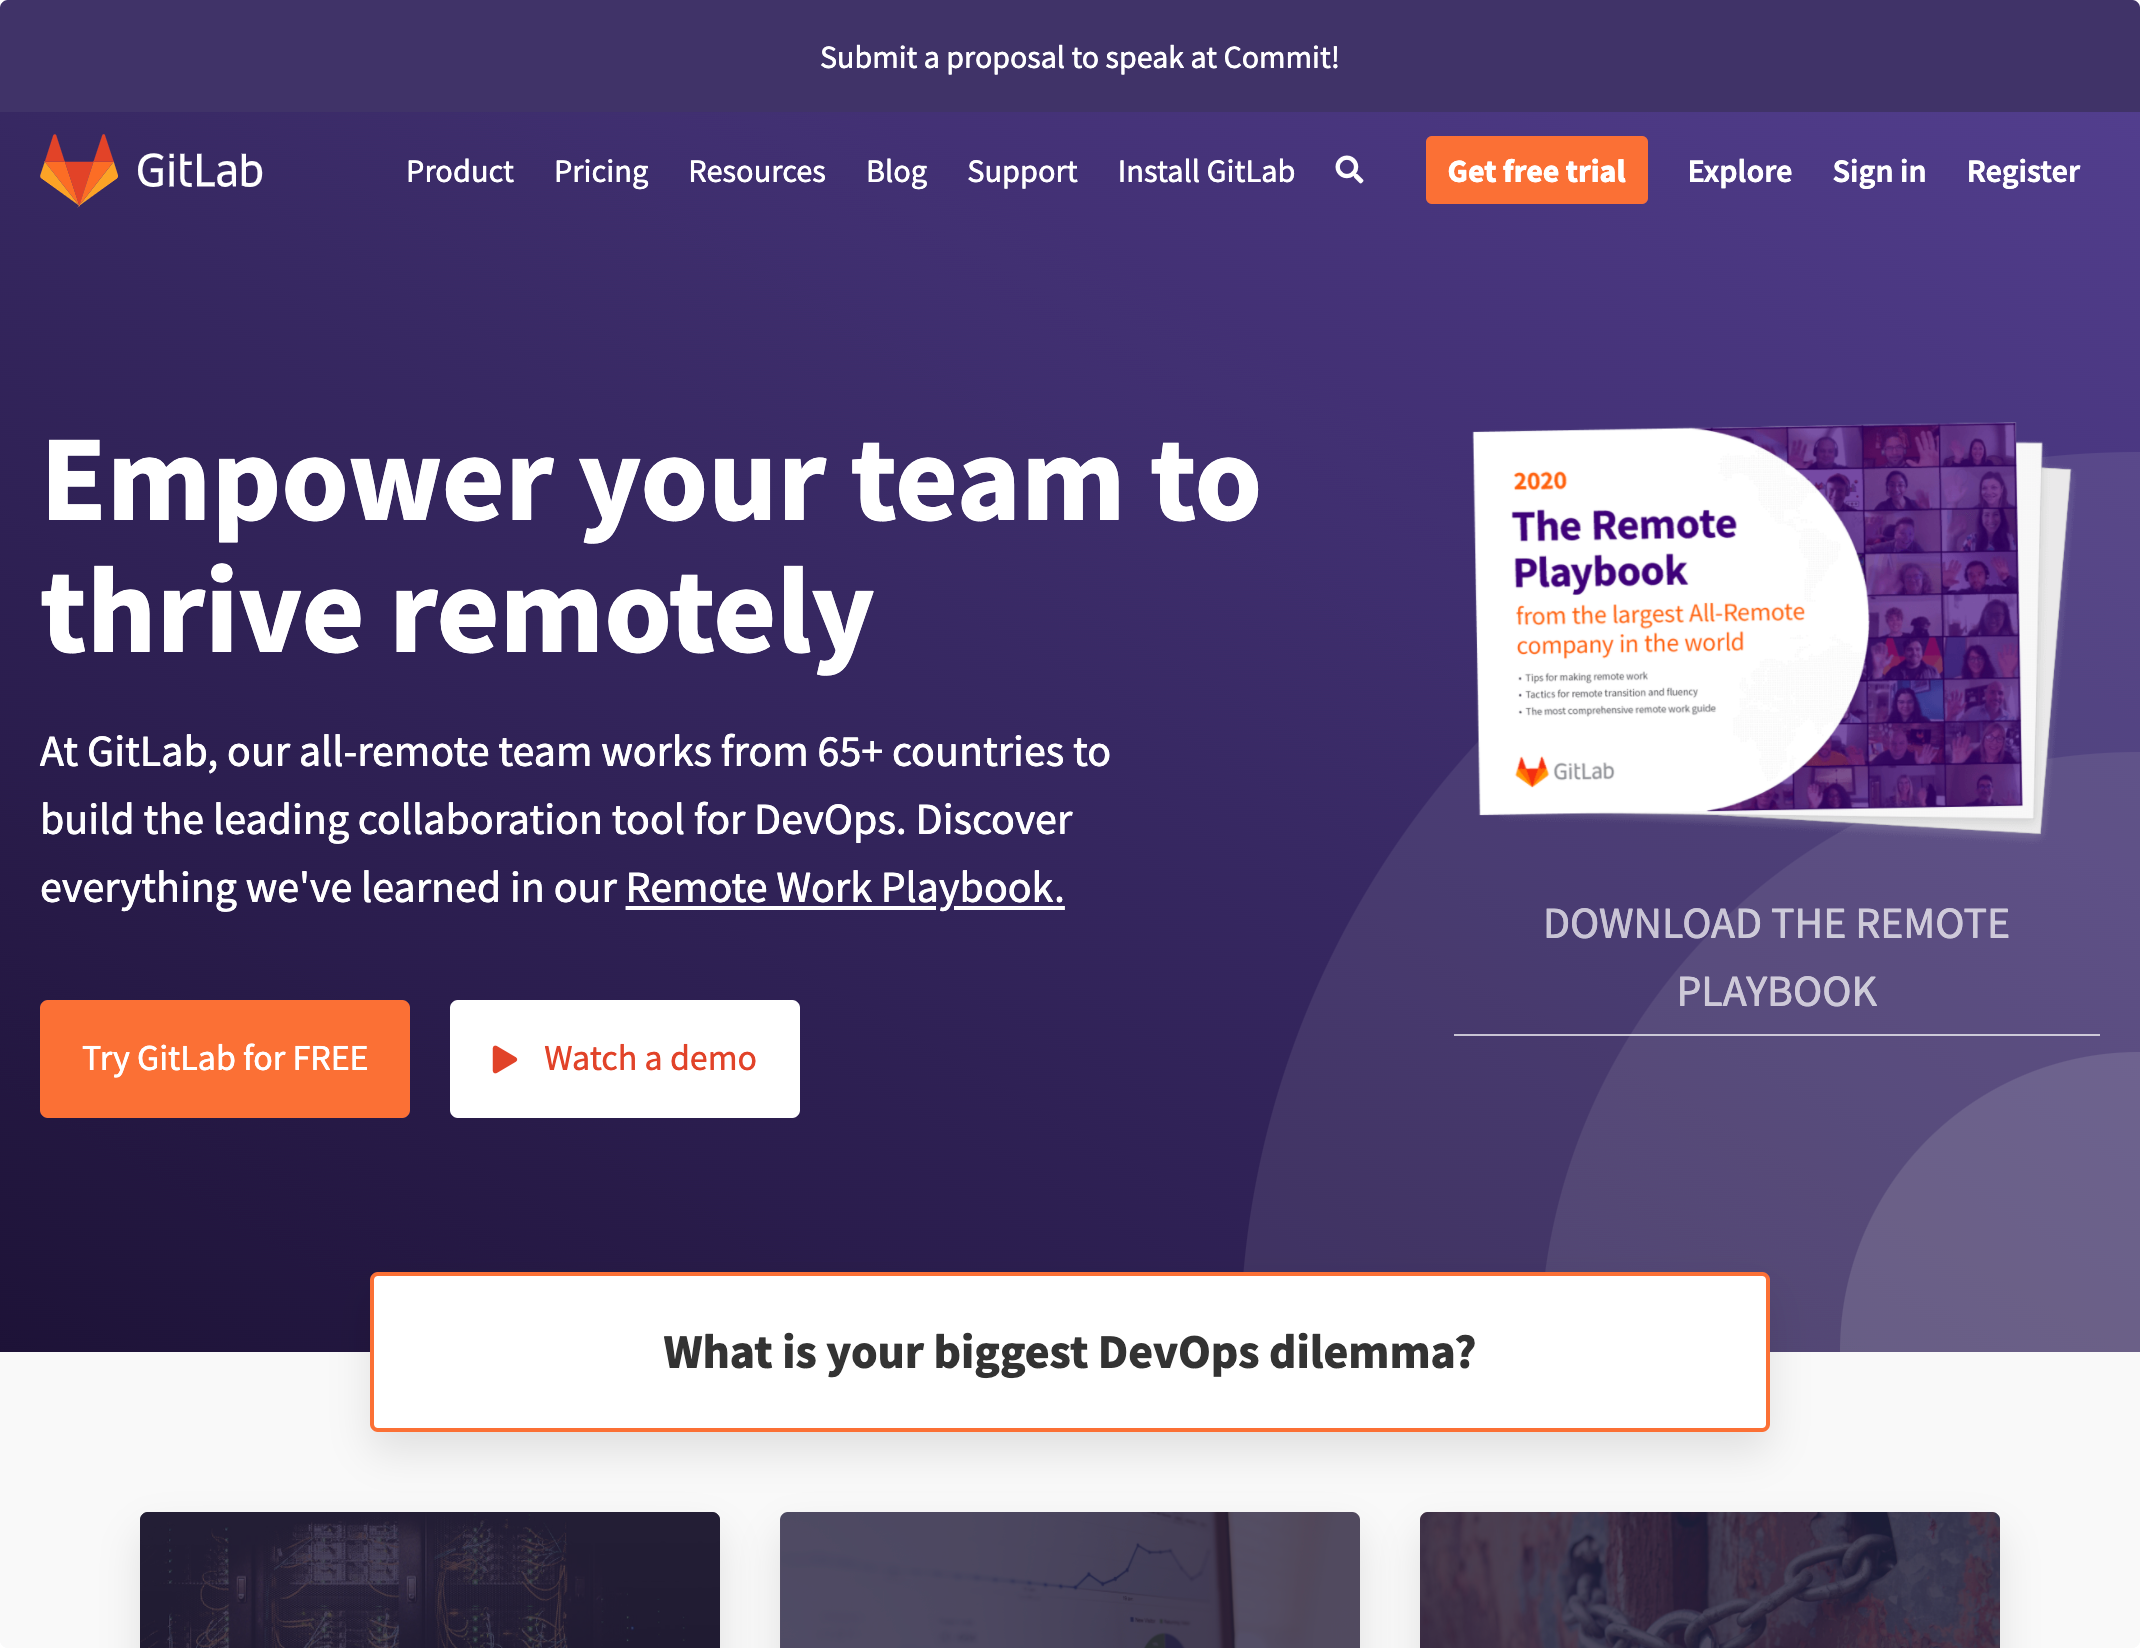 Submit a proposal to speak at Commit!
GitLab
Product Pricing Resources Blog Support Install GitLab Get free trial Explore Sign in Register
Empower your team to
thrive remotely
At GitLab, our all-remote team works from 65+ countries to
build the leading collaboration tool for DevOps. Discover
everything we've learned in our Remote Work Playbook.
Try GitLab for FREE
Watch a demo
2020
The Remote
Playbook
from the largest All-Remote
company in the world
• Tips for making remote work
• Tactics for remote transition and fluency
• The most comprehensive remote work guide
GitLab
DOWNLOAD THE REMOTE
PLAYBOOK
What is your biggest DevOps dilemma?